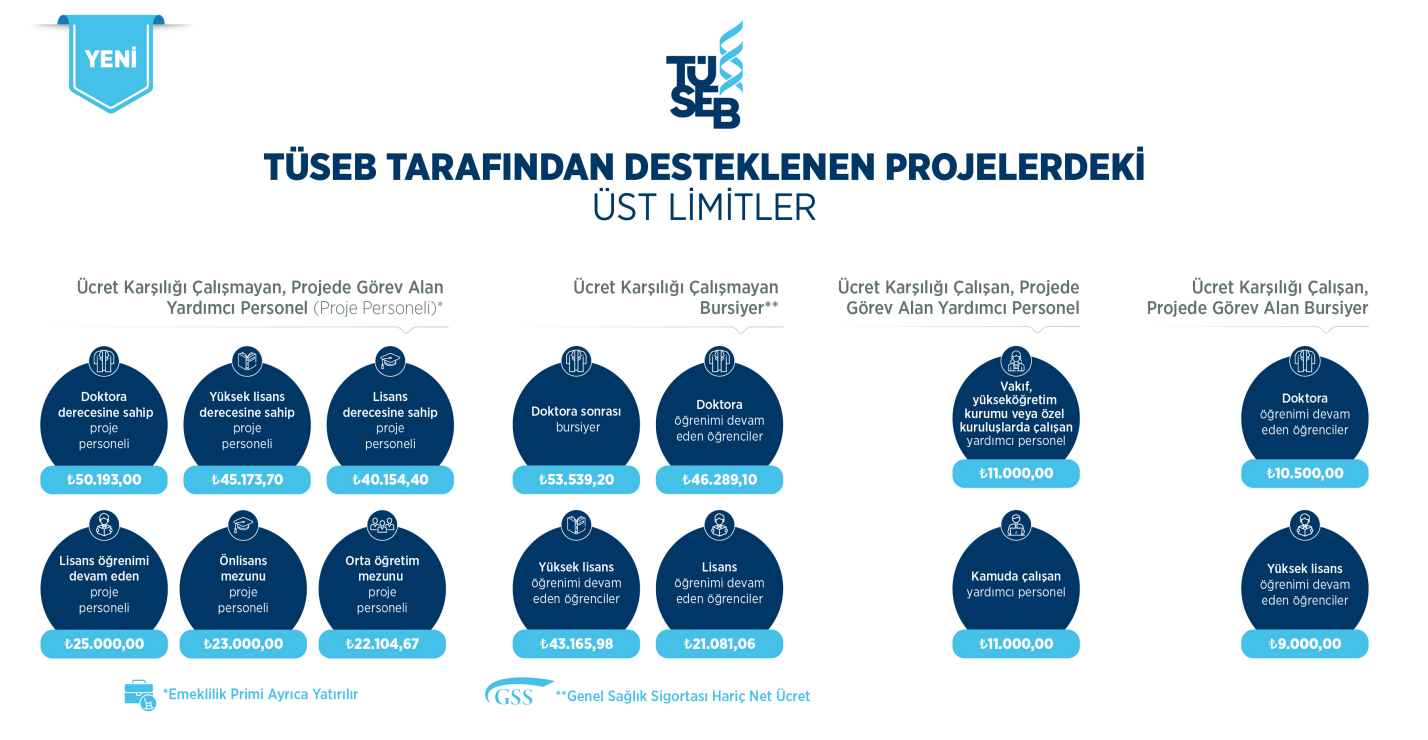 YENİ
TÜ
SEB
TÜSEB TARAFINDAN DESTEKLENEN PROJELERDEKİ
ÜST LİMİTLER
Ücret Karşılığı Çalışmayan, Projede Görev Alan
Yardımcı Personel (Proje Personeli)*
Doktora
derecesine sahip
proje
personeli
₺50.193,00
Yüksek lisans
derecesine sahip
proje
personeli
₺45.173,70
Lisans
derecesine sahip
proje
personeli
₺40.154,40
Lisans öğrenimi
devam eden
proje
personeli
₺25.000,00
Önlisans
mezunu
proje
personeli
₺23.000,00
Orta öğretim
mezunu
proje
personeli
₺22.104,67
*Emeklilik Primi Ayrıca Yatırılır
Ücret Karşılığı Çalışmayan
Bursiyer**
Doktora sonrası
bursiyer
₺53.539,20
Doktora
öğrenimi devam
eden öğrenciler
₺46.289,10
Yüksek lisans
öğrenimi devam
eden öğrenciler
₺43.165,98
Lisans
öğrenimi devam
eden öğrenciler
₺21.081,06
GSS
**Genel Sağlık Sigortası Hariç Net Ücret
Ücret Karşılığı Çalışan, Projede
Görev Alan Yardımcı Personel
Vakıf,
yükseköğretim
kurumu veya özel
kuruluşlarda çalışan
yardımcı personel
₺11.000,00
Kamuda çalışan
yardımcı personel
₺11.000,00
Ücret Karşılığı Çalışan,
Projede Görev Alan Bursiyer
Doktora
öğrenimi devam
eden öğrenciler
₺10.500,00
Yüksek lisans
öğrenimi devam
eden öğrenciler
₺9.000,00